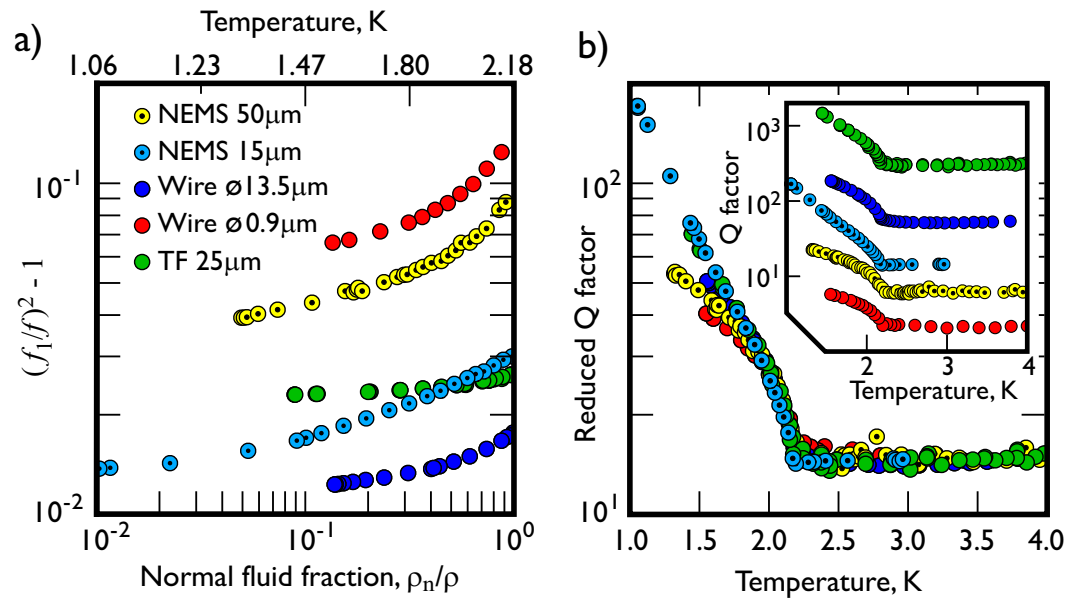 a)
Temperature, K
1.06 1.23 1.47 1.80 2.18
NEMS 50μm
NEMS 15μm
Wire ø13.5μm
Wire ø0.9μm
TF 25μm
10⁻¹
10⁻²
(f₁/f)² - 1
10⁻² 10⁻¹ 10⁰
Normal fluid fraction, ρₙ/ρ
b)
10²
10¹
Reduced Q factor
1.0 1.5 2.0 2.5 3.0 3.5 4.0
Temperature, K
10³
10²
10¹
Q factor
2 3 4
Temperature, K